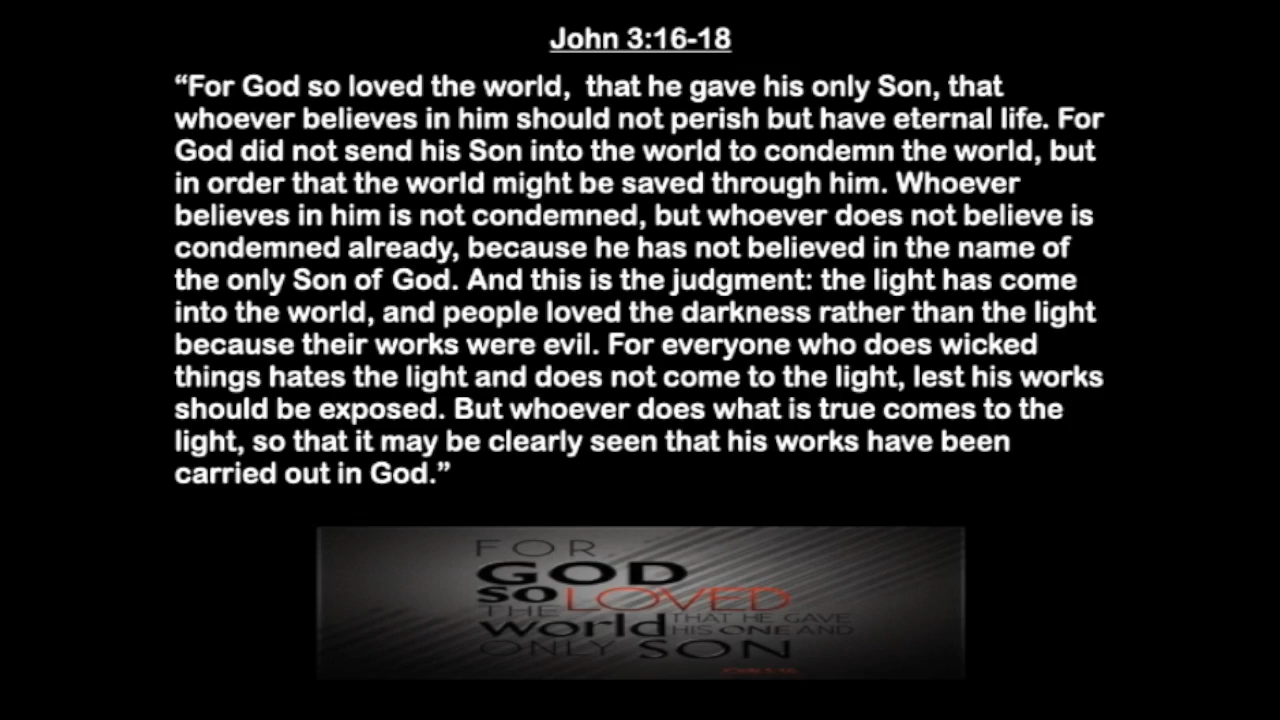 John 3:16-18
“For God so loved the world,  that he gave his only Son, that
whoever believes in him should not perish but have eternal life. For
God did not send his Son into the world to condemn the world, but
in order that the world might be saved through him. Whoever
believes in him is not condemned, but whoever does not believe is
condemned already, because he has not believed in the name of
the only Son of God. And this is the judgment: the light has come
into the world, and people loved the darkness rather than the light
because their works were evil. For everyone who does wicked
things hates the light and does not come to the light, lest his works
should be exposed. But whoever does what is true comes to the
light, so that it may be clearly seen that his works have been
carried out in God.”
FOR
GOD
SO LOVED
THE
world THAT HE GAVE
HIS ONE AND
ONLY SON
JOHN 3:16